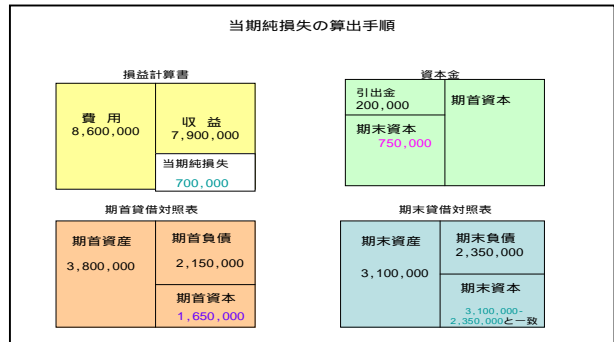 当期純損失の算出手順
損益計算書
費 用
8,600,000
収 益
7,900,000
当期純損失
700,000
資本金
引出金
200,000
期末資本
750,000
期首資本
期首貸借対照表
期首資産
3,800,000
期首負債
2,150,000
期首資本
1,650,000
期末貸借対照表
期末資産
3,100,000
期末負債
2,350,000
期末資本
3,100,000-
2,350,000と一致